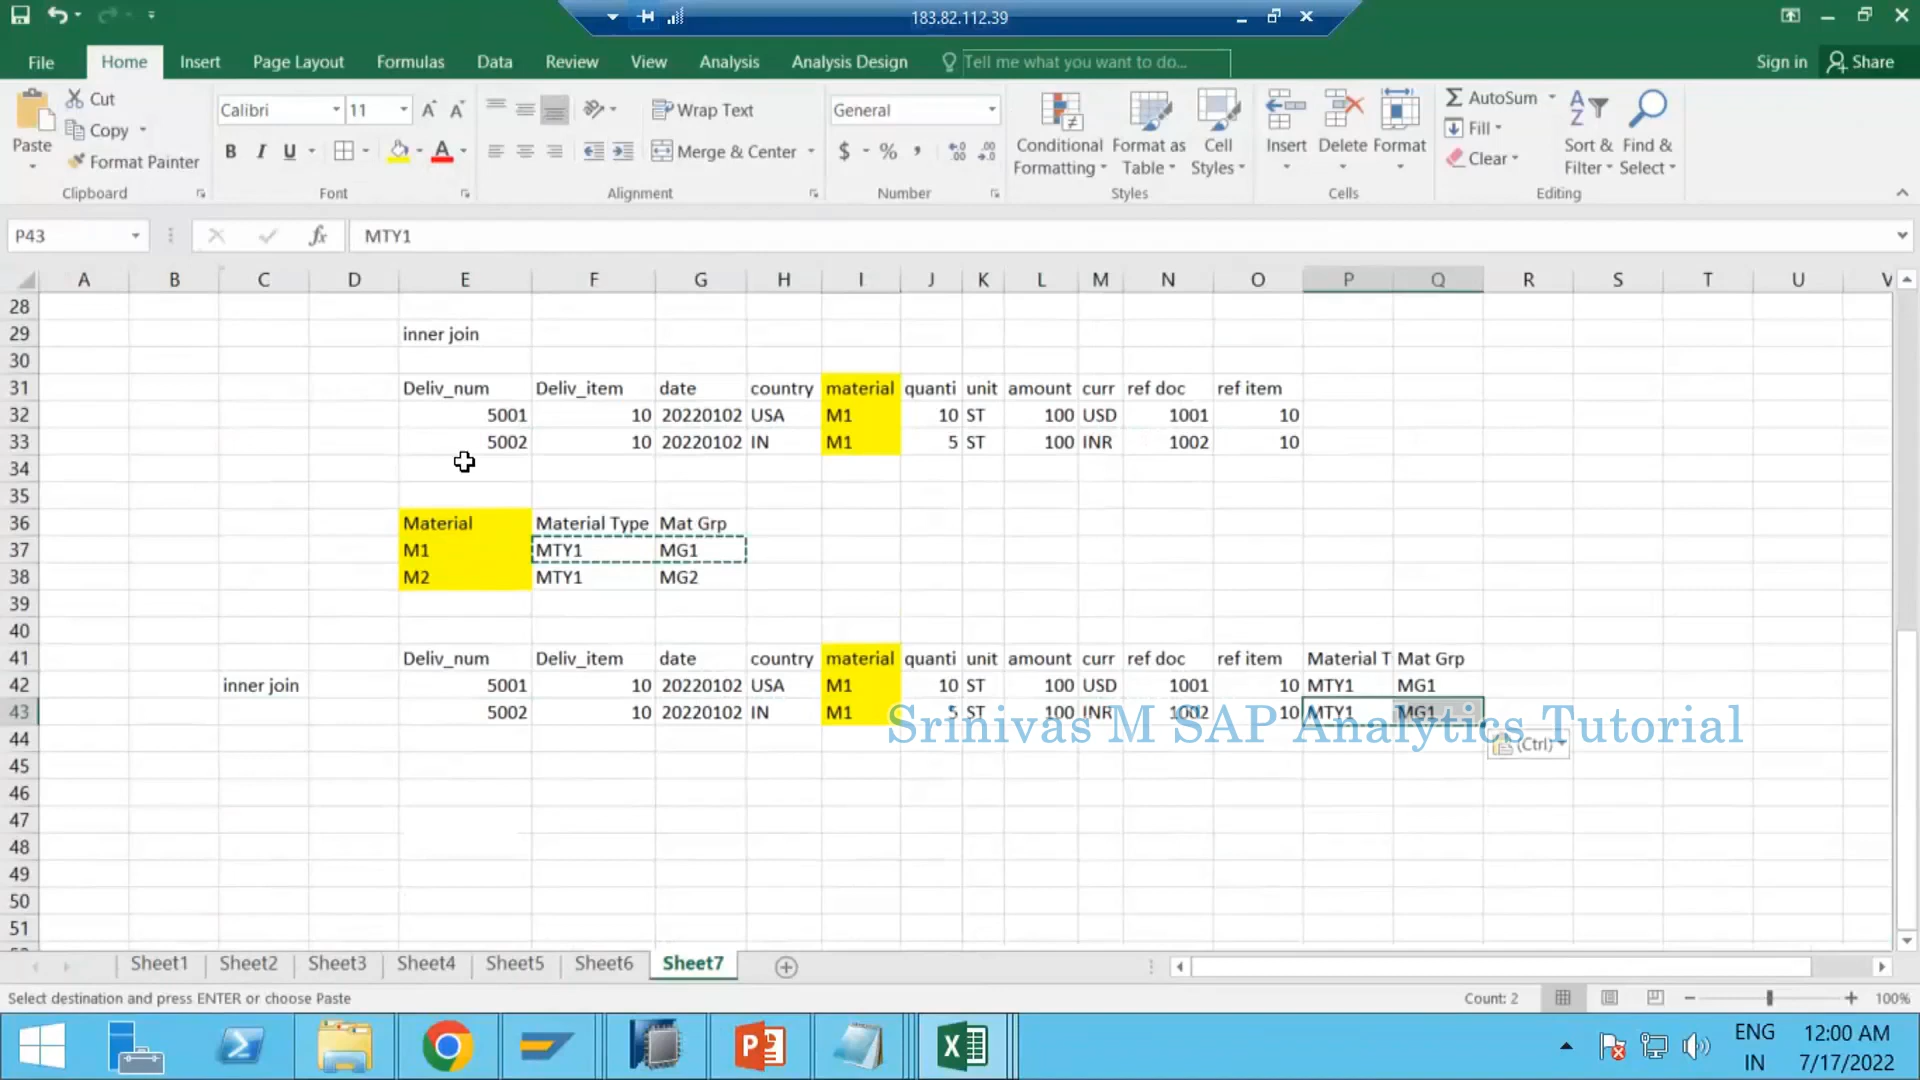 183.82.112.39
File Home Insert Page Layout Formulas Data Review View Analysis Analysis Design Tell me what you want to do... Sign in Share
Paste Cut Copy Format Painter Clipboard
Calibri 11 B I U Font
Wrap Text Merge & Center Alignment
General $ % , Number
Conditional Formatting Format as Table Cell Styles Styles
Insert Delete Format Cells
AutoSum Fill Clear Sort & Filter Find & Select Editing
P43 fx MTY1
A B C D E F G H I J K L M N O P Q R S T U V
28
29 inner join
30
31 Deliv_num Deliv_item date country material quanti unit amount curr ref doc ref item
32 5001 10 20220102 USA M1 10 ST 100 USD 1001 10
33 5002 10 20220102 IN M1 5 ST 100 INR 1002 10
34
35
36 Material Material Type Mat Grp
37 M1 MTY1 MG1
38 M2 MTY1 MG2
39
40
41 Deliv_num Deliv_item date country material quanti unit amount curr ref doc ref item Material T Mat Grp
42 inner join 5001 10 20220102 USA M1 10 ST 100 USD 1001 10 MTY1 MG1
43 5002 10 20220102 IN M1 5 ST 100 INR 1002 10 MTY1 MG1
Srinivas M SAP Analytics Tutorial
44
(Ctrl)
45
46
47
48
49
50
51
Sheet1 Sheet2 Sheet3 Sheet4 Sheet5 Sheet6 Sheet7
Select destination and press ENTER or choose Paste Count: 2 100%
ENG 12:00 AM
IN 7/17/2022